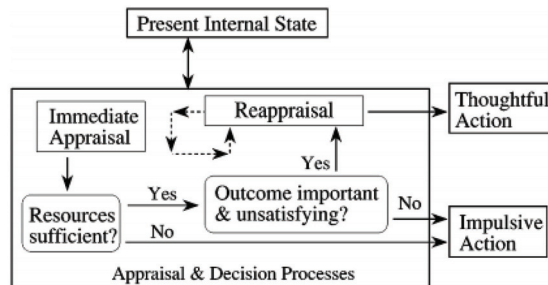 Present Internal State
Immediate
Appraisal
Reappraisal
Thoughtful
Action
Yes
Resources
sufficient?
Yes
Outcome important
& unsatisfying?
No
No
Impulsive
Action
Appraisal & Decision Processes